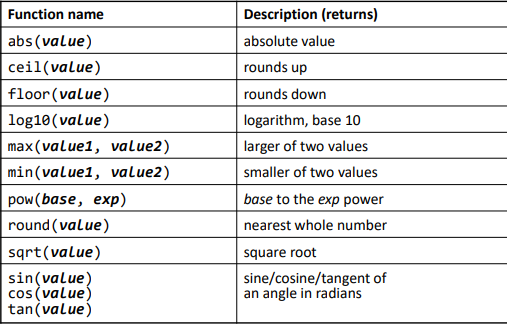 Function name Description (returns)
abs(value) absolute value
ceil(value) rounds up
floor(value) rounds down
log10(value) logarithm, base 10
max(value1, value2) larger of two values
min(value1, value2) smaller of two values
pow(base, exp) base to the exp power
round(value) nearest whole number
sqrt(value) square root
sin(value) sine/cosine/tangent of
cos(value) an angle in radians
tan(value)